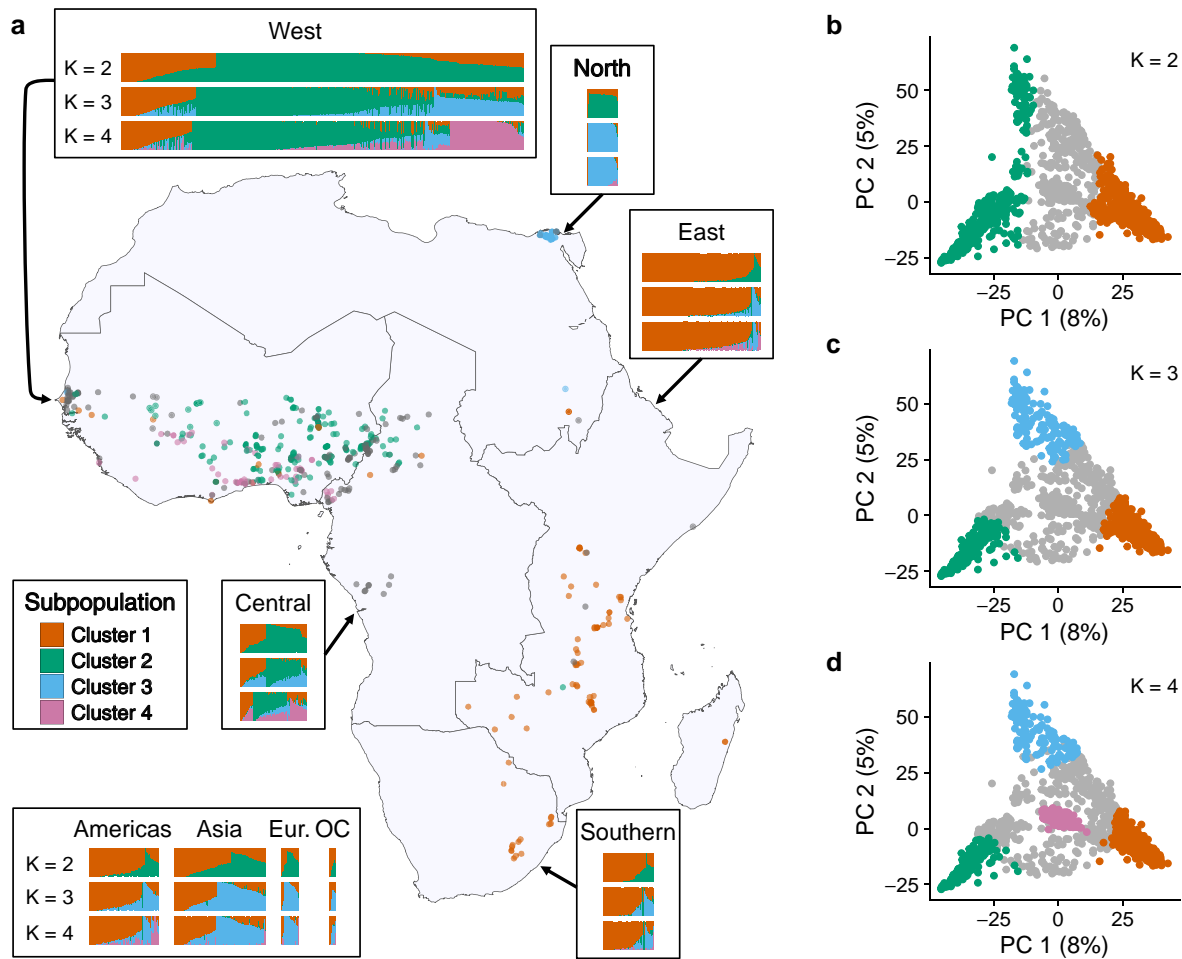 a
West
K = 2
K = 3
K = 4
North
East
Subpopulation
Cluster 1
Cluster 2
Cluster 3
Cluster 4
Central
Southern
Americas Asia Eur. OC
K = 2
K = 3
K = 4
b
K = 2
PC 2 (5%)
50
25
0
−25
−25 0 25
PC 1 (8%)
c
K = 3
PC 2 (5%)
50
25
0
−25
−25 0 25
PC 1 (8%)
d
K = 4
PC 2 (5%)
50
25
0
−25
−25 0 25
PC 1 (8%)